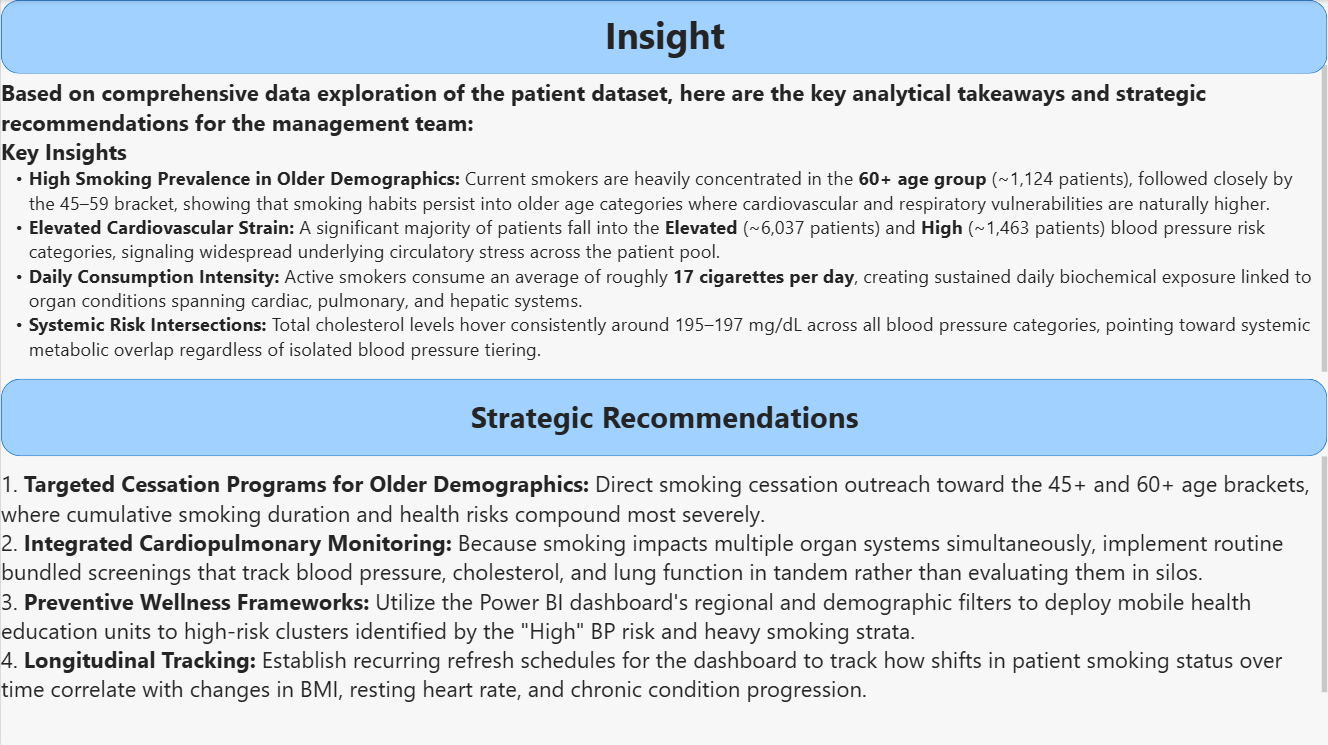 Insight
Based on comprehensive data exploration of the patient dataset, here are the key analytical takeaways and strategic
recommendations for the management team:
Key Insights
• High Smoking Prevalence in Older Demographics: Current smokers are heavily concentrated in the 60+ age group (~1,124 patients), followed closely by
the 45–59 bracket, showing that smoking habits persist into older age categories where cardiovascular and respiratory vulnerabilities are naturally higher.
• Elevated Cardiovascular Strain: A significant majority of patients fall into the Elevated (~6,037 patients) and High (~1,463 patients) blood pressure risk
categories, signaling widespread underlying circulatory stress across the patient pool.
• Daily Consumption Intensity: Active smokers consume an average of roughly 17 cigarettes per day, creating sustained daily biochemical exposure linked to
organ conditions spanning cardiac, pulmonary, and hepatic systems.
• Systemic Risk Intersections: Total cholesterol levels hover consistently around 195–197 mg/dL across all blood pressure categories, pointing toward systemic
metabolic overlap regardless of isolated blood pressure tiering.
Strategic Recommendations
1. Targeted Cessation Programs for Older Demographics: Direct smoking cessation outreach toward the 45+ and 60+ age brackets,
where cumulative smoking duration and health risks compound most severely.
2. Integrated Cardiopulmonary Monitoring: Because smoking impacts multiple organ systems simultaneously, implement routine
bundled screenings that track blood pressure, cholesterol, and lung function in tandem rather than evaluating them in silos.
3. Preventive Wellness Frameworks: Utilize the Power BI dashboard's regional and demographic filters to deploy mobile health
education units to high-risk clusters identified by the "High" BP risk and heavy smoking strata.
4. Longitudinal Tracking: Establish recurring refresh schedules for the dashboard to track how shifts in patient smoking status over
time correlate with changes in BMI, resting heart rate, and chronic condition progression.